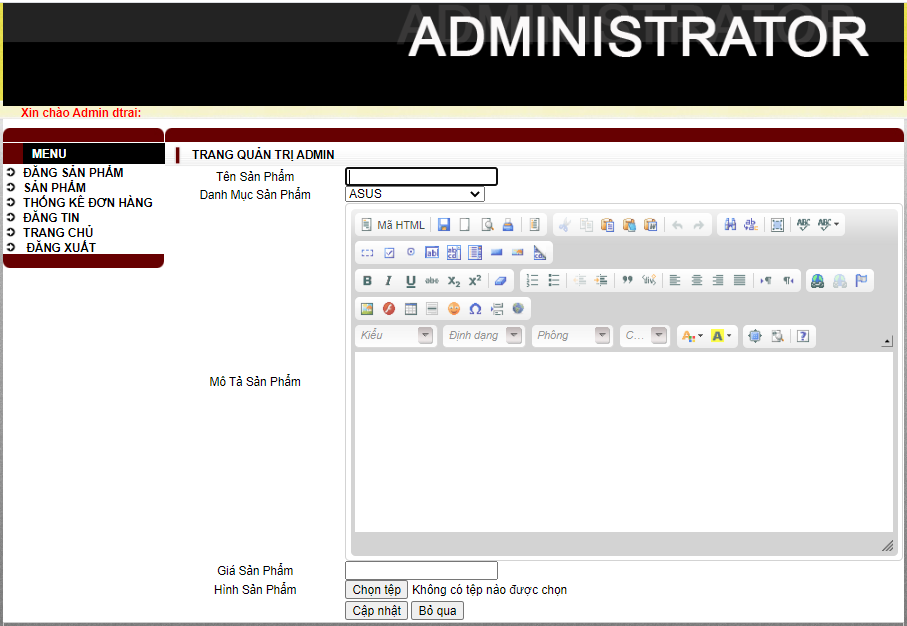 ADMINISTRATOR
Xin chào Admin dtrai:
MENU
ĐĂNG SẢN PHẨM
SẢN PHẨM
THỐNG KÊ ĐƠN HÀNG
ĐĂNG TIN
TRANG CHỦ
ĐĂNG XUẤT
TRANG QUẢN TRỊ ADMIN
Tên Sản Phẩm
Danh Mục Sản Phẩm ASUS
Mã HTML
B I U abc X₂ X²
Kiểu Định dạng Phông C...
Mô Tả Sản Phẩm
Giá Sản Phẩm
Hình Sản Phẩm Chọn tệp Không có tệp nào được chọn
Cập nhật Bỏ qua